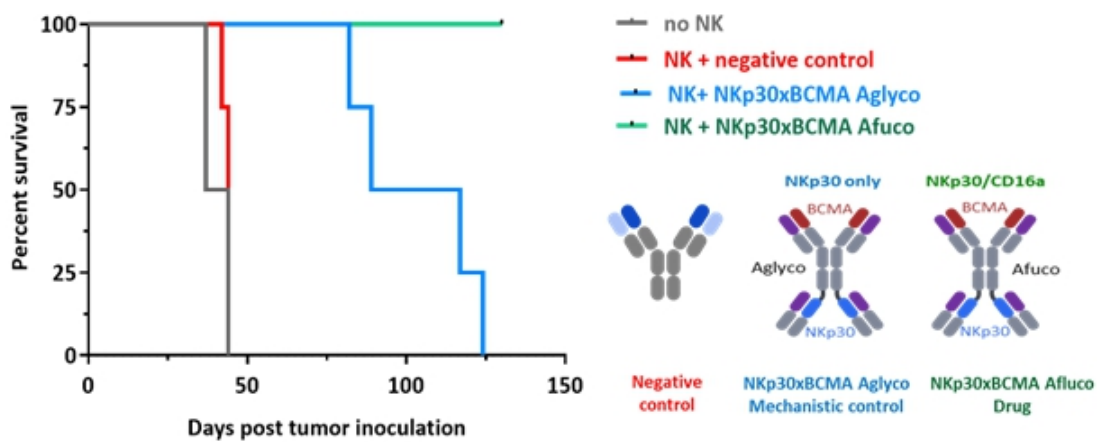 100
75
50
25
0
Percent survival
0
50
100
150
Days post tumor inoculation
no NK
NK + negative control
NK+ NKp30xBCMA Aglyco
NK + NKp30xBCMA Afuco
NKp30 only
NKp30/CD16a
BCMA
BCMA
Aglyco
Afuco
NKp30
NKp30
Negative
control
NKp30xBCMA Aglyco
Mechanistic control
NKp30xBCMA Afluco
Drug